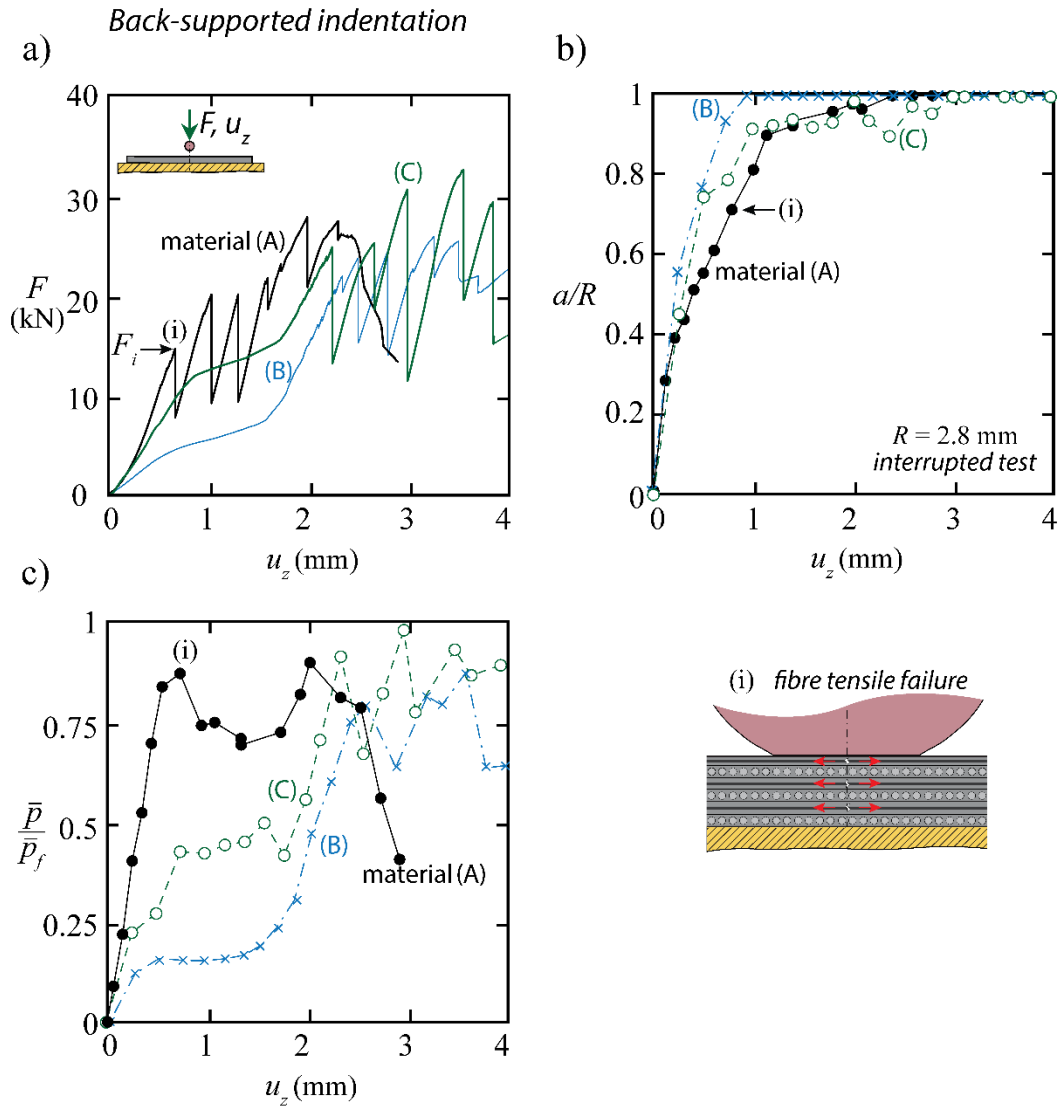 Back-supported indentation
a)
40
30
20
10
0
F
(kN)
F, u_z
material (A)
(C)
(i)
F_i
(B)
0
1
2
3
4
u_z (mm)
b)
1
0.8
0.6
0.4
0.2
0
a/R
(B)
(C)
(i)
material (A)
R = 2.8 mm
interrupted test
0
1
2
3
4
u_z (mm)
c)
1
0.75
0.5
0.25
0
p̄
p̄_f
(i)
(C)
(B)
material (A)
0
1
2
3
4
u_z (mm)
(i) fibre tensile failure